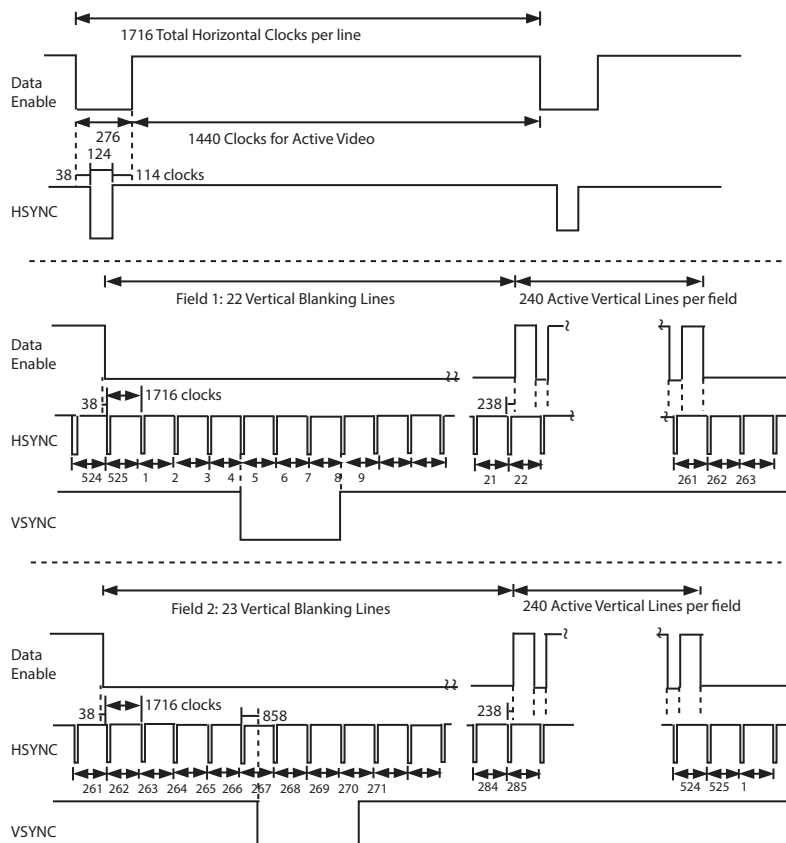 1716 Total Horizontal Clocks per line
Data
Enable
276
1440 Clocks for Active Video
124
38
114 clocks
HSYNC
Field 1: 22 Vertical Blanking Lines
240 Active Vertical Lines per field
Data
Enable
38
1716 clocks
238
HSYNC
524 525 1 2 3 4 5 6 7 8 9 21 22 261 262 263
VSYNC
Field 2: 23 Vertical Blanking Lines
240 Active Vertical Lines per field
Data
Enable
38
1716 clocks
858
238
HSYNC
261 262 263 264 265 266 267 268 269 270 271 284 285 524 525 1
VSYNC